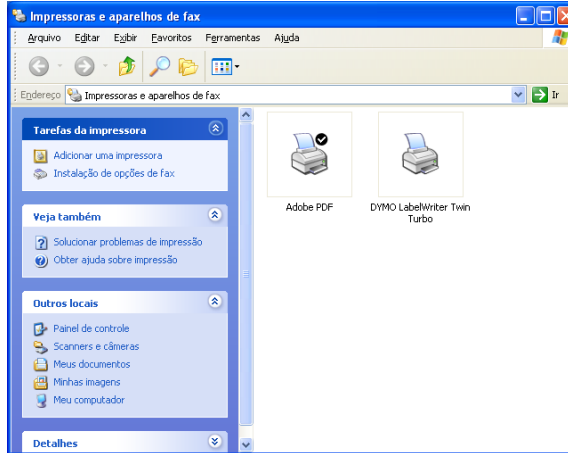 Impressoras e aparelhos de fax
Arquivo Editar Exibir Favoritos Ferramentas Ajuda
Endereço Impressoras e aparelhos de fax Ir
Tarefas da impressora
Adicionar uma impressora
Instalação de opções de fax
Veja também
Solucionar problemas de impressão
Obter ajuda sobre impressão
Outros locais
Painel de controle
Scanners e câmeras
Meus documentos
Minhas imagens
Meu computador
Detalhes
Adobe PDF
DYMO LabelWriter Twin
Turbo